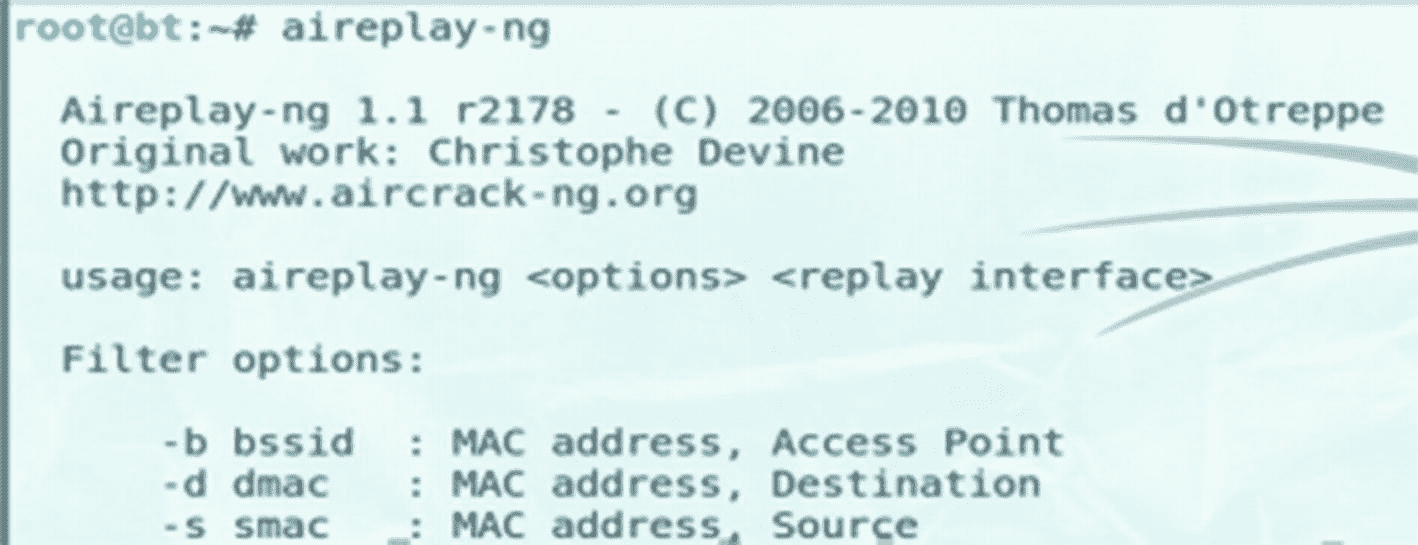 root@bt:~# aireplay-ng
Aireplay-ng 1.1 r2178 - (C) 2006-2010 Thomas d'Otreppe
Original work: Christophe Devine
http://www.aircrack-ng.org
usage: aireplay-ng <options> <replay interface>
Filter options:
-b bssid  : MAC address, Access Point
-d dmac   : MAC address, Destination
-s smac   : MAC address, Source